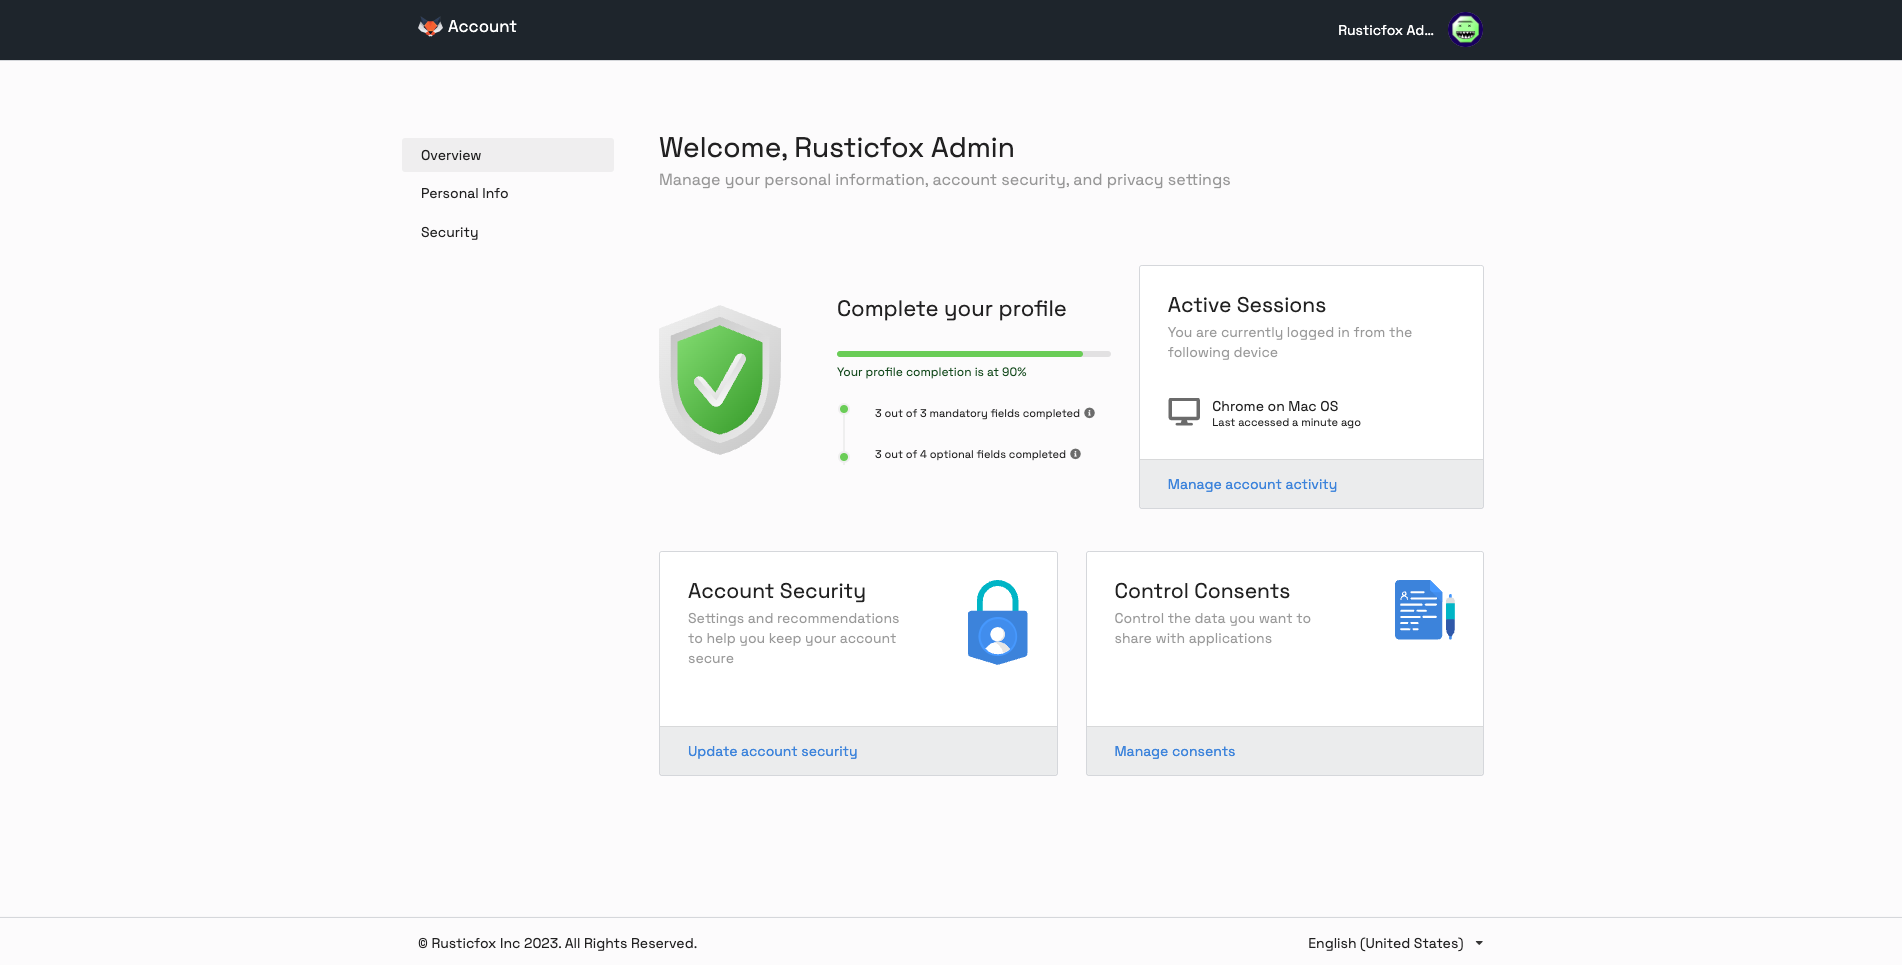 Account
Rusticfox Ad...
Overview
Personal Info
Security
Welcome, Rusticfox Admin
Manage your personal information, account security, and privacy settings
Complete your profile
Your profile completion is at 90%
3 out of 3 mandatory fields completed
3 out of 4 optional fields completed
Active Sessions
You are currently logged in from the
following device
Chrome on Mac OS
Last accessed a minute ago
Manage account activity
Account Security
Settings and recommendations
to help you keep your account
secure
Update account security
Control Consents
Control the data you want to
share with applications
Manage consents
© Rusticfox Inc 2023. All Rights Reserved.
English (United States)